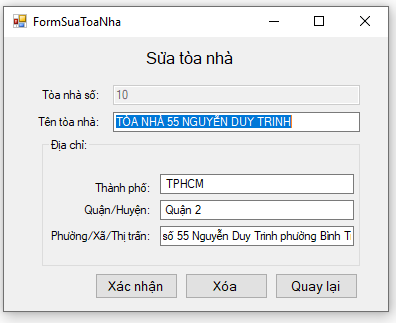 FormSuaToaNha
Sửa tòa nhà
Tòa nhà số: 10
Tên tòa nhà: TÒA NHÀ 55 NGUYỄN DUY TRINH
Địa chỉ:
Thành phố: TPHCM
Quận/Huyện: Quận 2
Phường/Xã/Thị trấn: số 55 Nguyễn Duy Trinh phường Bình T
Xác nhận Xóa Quay lại